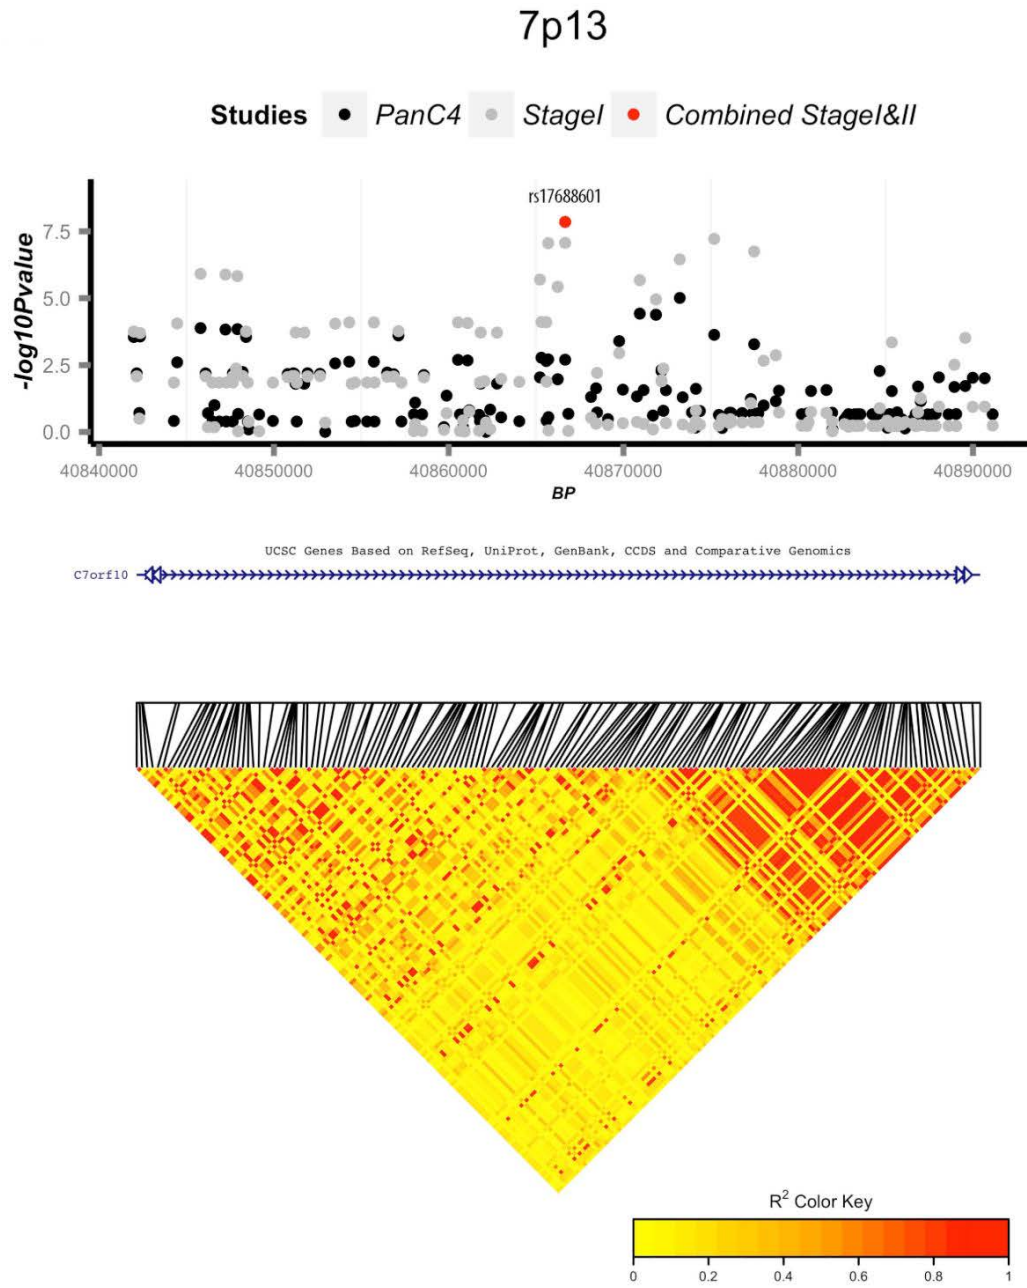 7p13
Studies PanC4 StageI Combined StageI&II
rs17688601
-log10Pvalue
7.5
5.0
2.5
0.0
40840000 40850000 40860000 40870000 40880000 40890000
BP
UCSC Genes Based on RefSeq, UniProt, GenBank, CCDS and Comparative Genomics
C7orf10
R² Color Key
0 0.2 0.4 0.6 0.8 1